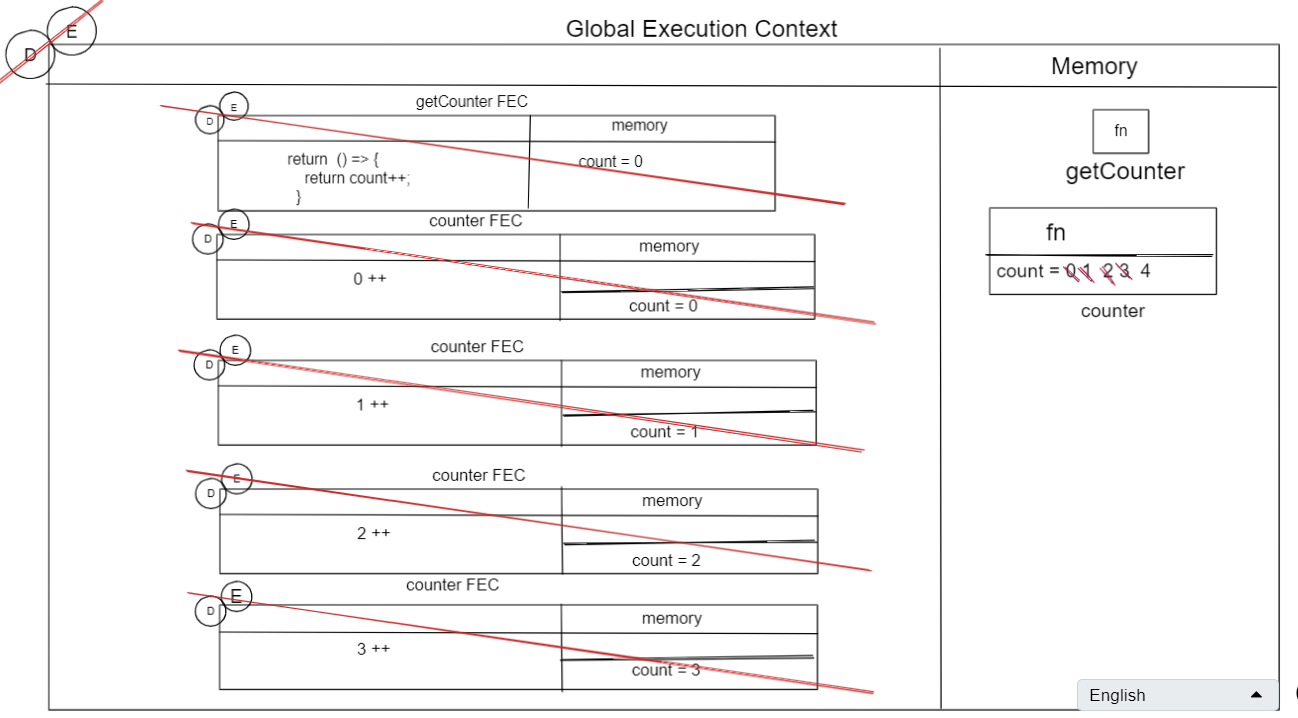 Global Execution Context
E
D
Memory
getCounter FEC
E
D
memory
return () => {
return count++;
}
count = 0
fn
getCounter
counter FEC
E
D
memory
0 ++
count = 0
fn
count = 0 1 2 3 4
counter
counter FEC
E
D
memory
1 ++
count = 1
counter FEC
E
D
memory
2 ++
count = 2
counter FEC
E
D
memory
3 ++
count = 3
English